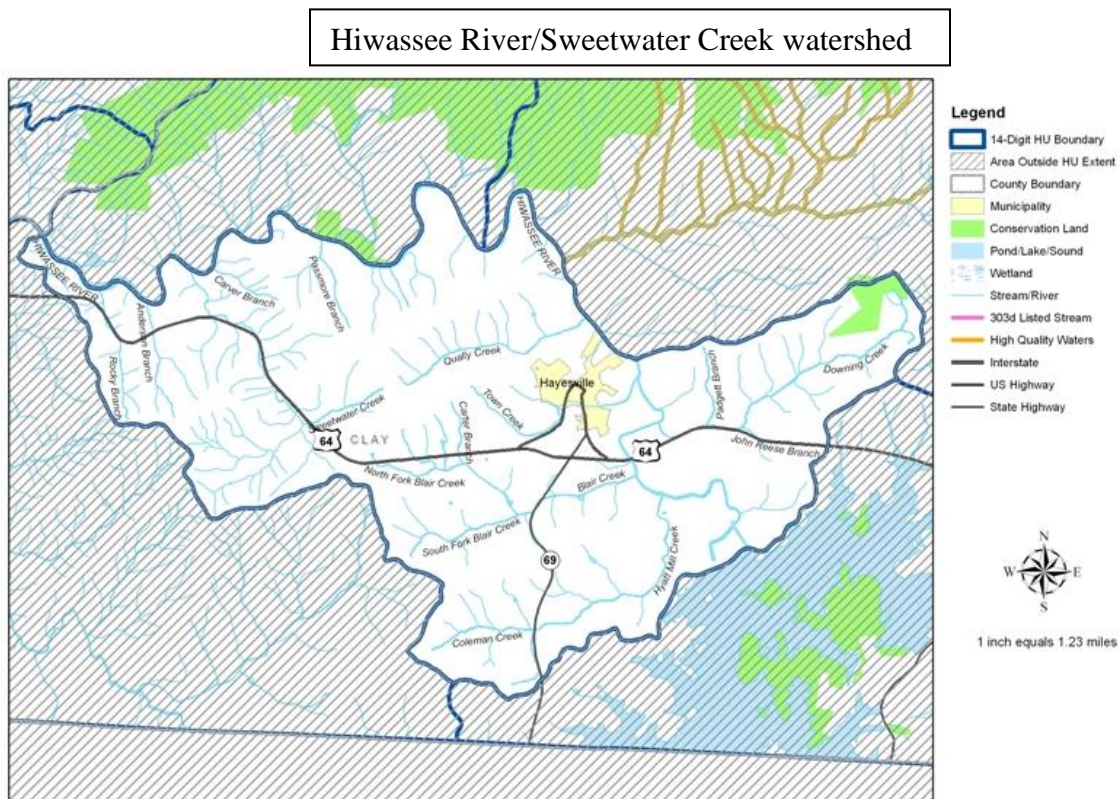 Hiwassee River/Sweetwater Creek watershed
Legend
14-Digit HU Boundary
Area Outside HU Extent
County Boundary
Municipality
Conservation Land
Pond/Lake/Sound
Wetland
Stream/River
303d Listed Stream
High Quality Waters
Interstate
US Highway
State Highway
HIWASSEE RIVER
HIWASSEE RIVER
Carver Branch
Passmore Branch
Anderson Branch
Rocky Branch
Qually Creek
Hayesville
Padgett Branch
Downing Creek
Sweetwater Creek
Carter Branch
Town Creek
64
CLAY
64
John Reese Branch
North Fork Blair Creek
Blair Creek
South Fork Blair Creek
69
Hyatt Mill Creek
Coleman Creek
N
W E
S
1 inch equals 1.23 miles